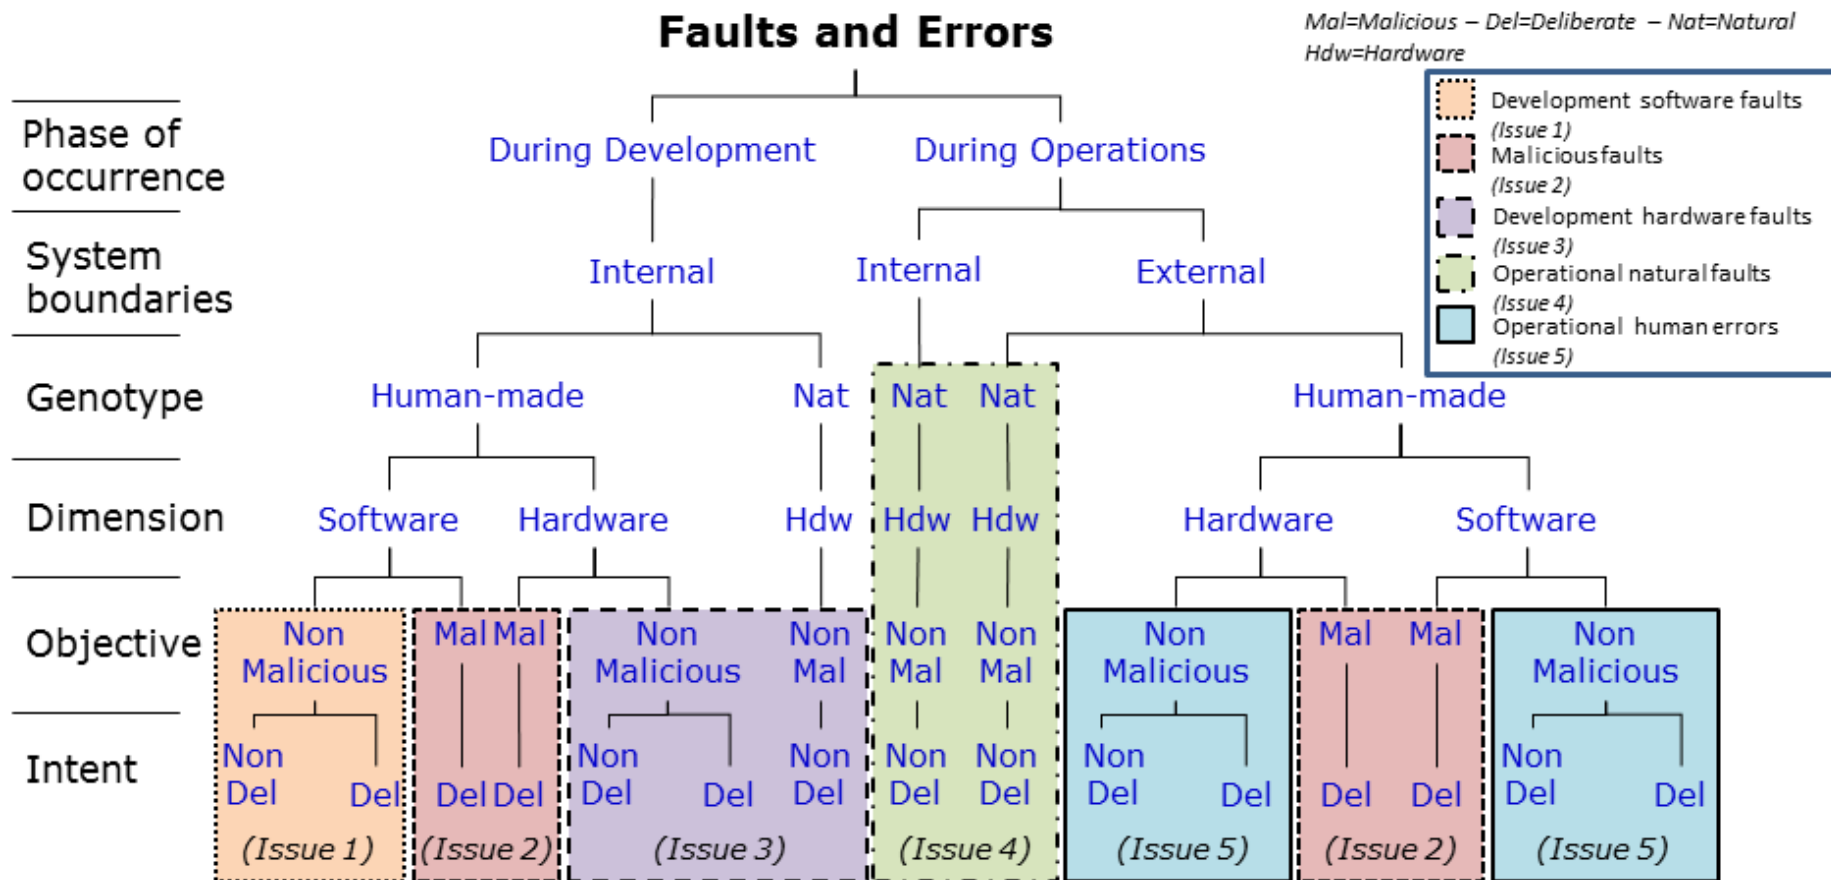 Faults and Errors
Mal=Malicious – Del=Deliberate – Nat=Natural
Hdw=Hardware
Development software faults
(Issue 1)
Malicious faults
(Issue 2)
Development hardware faults
(Issue 3)
Operational natural faults
(Issue 4)
Operational human errors
(Issue 5)
Phase of
occurrence
During Development During Operations
System
boundaries
Internal Internal External
Genotype Human-made Nat Nat Nat Human-made
Dimension Software Hardware Hdw Hdw Hdw Hardware Software
Objective
Non Mal Mal Non Non Non Non Non Mal Mal Non
Malicious Malicious Mal Mal Mal Malicious Malicious
Intent
Non Non Non Non Non Non Non
Del Del Del Del Del Del Del Del Del Del Del Del Del Del Del
(Issue 1) (Issue 2) (Issue 3) (Issue 4) (Issue 5) (Issue 2) (Issue 5)